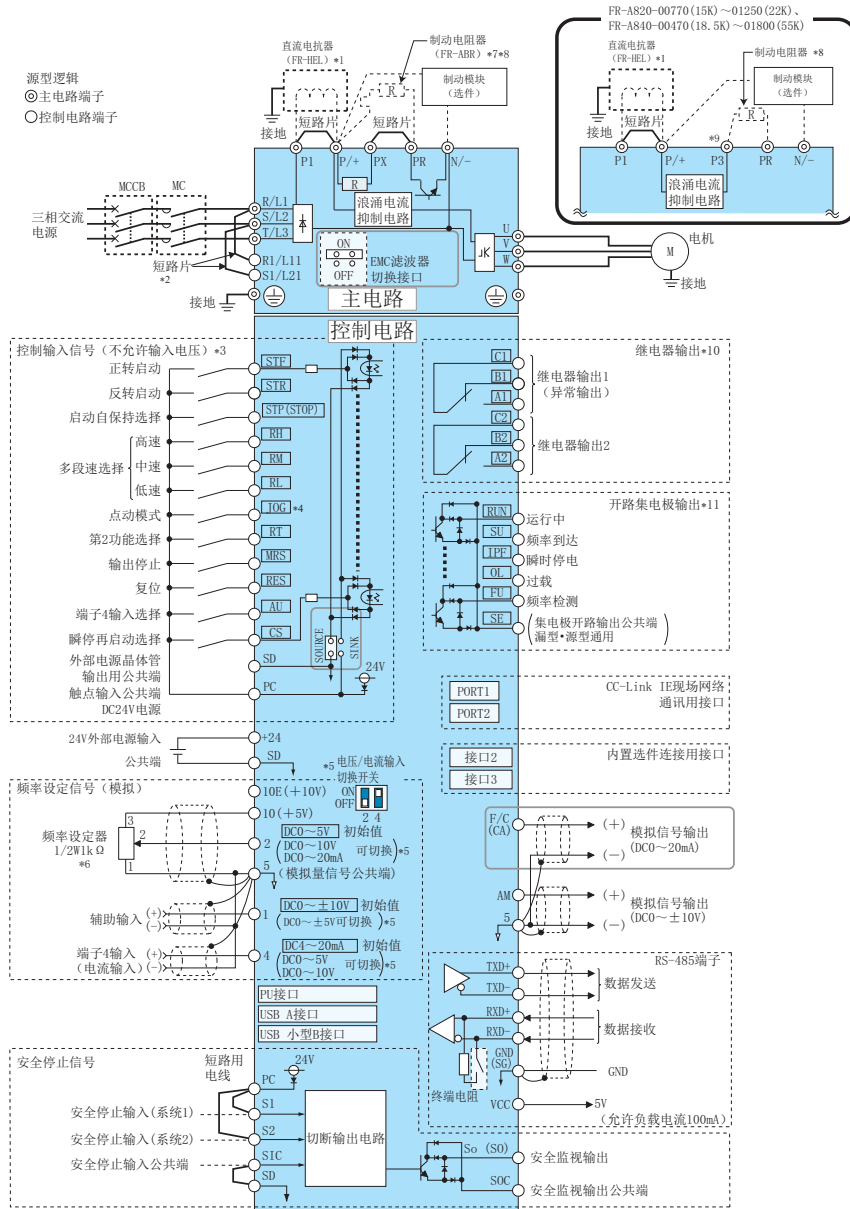 FR-A820-00770(15K)～01250(22K)、
FR-A840-00470(18.5K)～01800(55K)
直流电抗器
(FR-HEL) *1
制动电阻器 *8
制动模块
(选件)
R
接地
短路片
*9
P1
P/+
P3
PR
N/-
浪涌电流
抑制电路
源型逻辑
主电路端子
控制电路端子
直流电抗器
(FR-HEL) *1
制动电阻器
(FR-ABR) *7*8
制动模块
(选件)
R
接地
短路片
短路片
P1
P/+
PX
PR
N/-
R
浪涌电流
抑制电路
MCCB
MC
三相交流
电源
R/L1
S/L2
T/L3
R1/L11
S1/L21
短路片
*2
接地
ON
OFF
EMC滤波器
切换接口
主电路
U
V
W
M
电机
接地
控制电路
控制输入信号（不允许输入电压）*3
正转启动
STF
反转启动
STR
启动自保持选择
STP(STOP)
多段速选择
高速
RH
中速
RM
低速
RL
点动模式
JOG *4
第2功能选择
RT
输出停止
MRS
复位
RES
端子4输入选择
AU
瞬停再启动选择
CS
外部电源晶体管
输出用公共端
SD
触点输入公共端
DC24V电源
PC
SOURCE
SINK
24V
24V外部电源输入
+24
公共端
SD
继电器输出*10
C1
B1
A1
继电器输出1
(异常输出)
C2
B2
A2
继电器输出2
开路集电极输出*11
RUN
运行中
SU
频率到达
IPF
瞬时停电
OL
过载
FU
频率检测
SE
集电极开路输出公共端
漏型•源型通用
PORT1
PORT2
CC-Link IE现场网络
通讯用接口
接口2
接口3
内置选件连接用接口
频率设定信号（模拟）
*5 电压/电流输入
切换开关
ON
OFF
2 4
10E(＋10V)
10(＋5V)
频率设定器
1/2W1kΩ
*6
3
2
1
2
DC0～5V 初始值
DC0～10V
DC0～20mA
可切换 *5
5
(模拟量信号公共端)
辅助输入
(+)
(-)
1
DC0～±10V 初始值
DC0～±5V可切换 *5
端子4输入
(电流输入)
(+)
(-)
4
DC4～20mA 初始值
DC0～5V
DC0～10V
可切换 *5
F/C
(CA)
(+)
(-)
模拟信号输出
(DC0～20mA)
AM
5
(+)
(-)
模拟信号输出
(DC0～±10V)
PU接口
USB A接口
USB 小型B接口
RS-485端子
TXD+
TXD-
数据发送
RXD+
RXD-
数据接收
GND
(SG)
GND
终端电阻
VCC
5V
(允许负载电流100mA)
安全停止信号
短路用
电线
24V
PC
安全停止输入(系统1)
S1
安全停止输入(系统2)
S2
安全停止输入公共端
SIC
SD
切断输出电路
So (SO)
安全监视输出
SOC
安全监视输出公共端